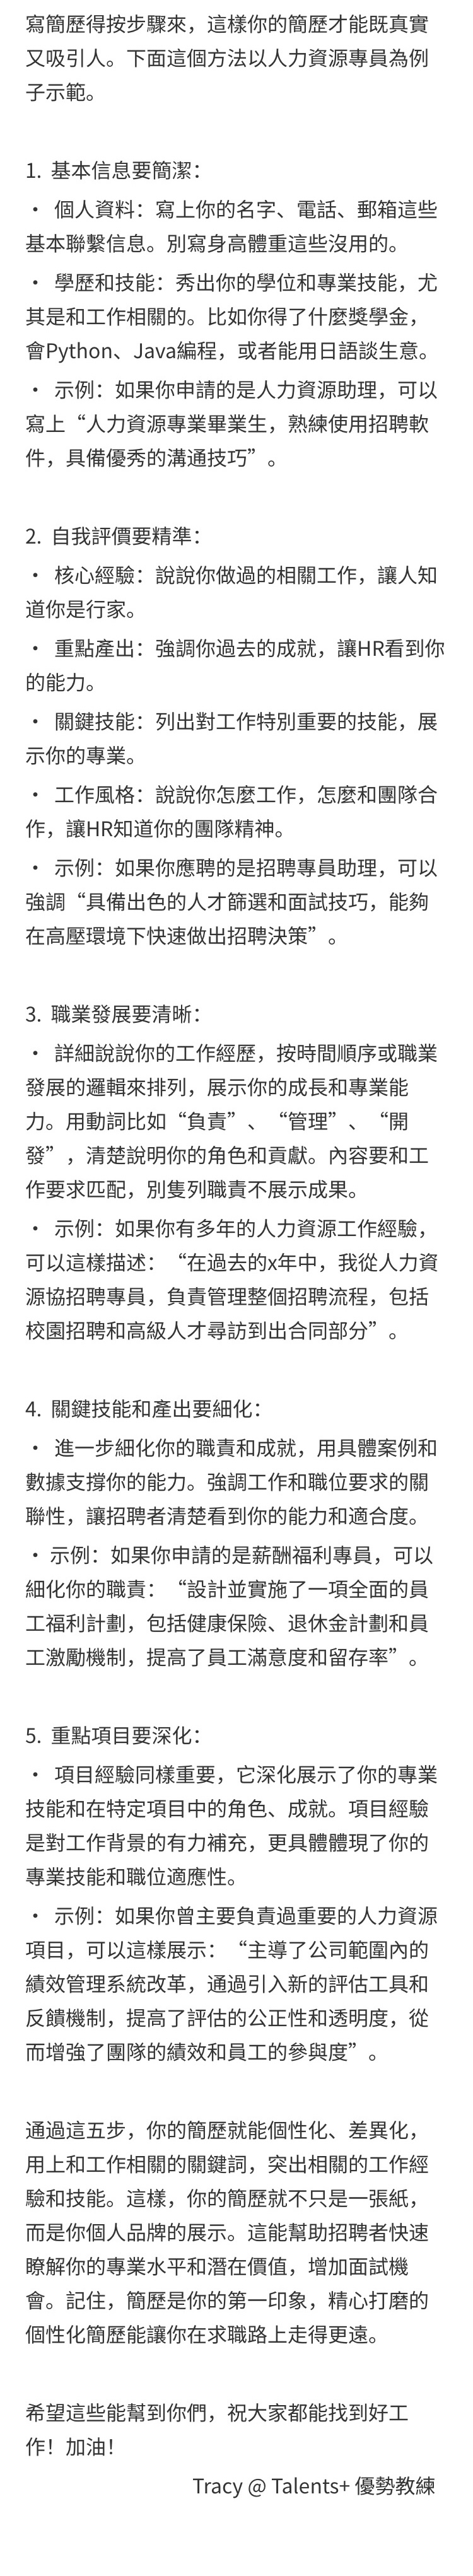 寫簡歷得按步驟來，這樣你的簡歷才能既真實
又吸引人。下面這個方法以人力資源專員為例
子示範。
1. 基本信息要簡潔：
• 個人資料：寫上你的名字、電話、郵箱這些
基本聯繫信息。別寫身高體重這些沒用的。
• 學歷和技能：秀出你的學位和專業技能，尤
其是和工作相關的。比如你得了什麼獎學金，
會Python、Java編程，或者能用日語談生意。
• 示例：如果你申請的是人力資源助理，可以
寫上“人力資源專業畢業生，熟練使用招聘軟
件，具備優秀的溝通技巧”。
2. 自我評價要精準：
• 核心經驗：說說你做過的相關工作，讓人知
道你是行家。
• 重點產出：強調你過去的成就，讓HR看到你
的能力。
• 關鍵技能：列出對工作特別重要的技能，展
示你的專業。
• 工作風格：說說你怎麼工作，怎麼和團隊合
作，讓HR知道你的團隊精神。
• 示例：如果你應聘的是招聘專員助理，可以
強調“具備出色的人才篩選和面試技巧，能夠
在高壓環境下快速做出招聘決策”。
3. 職業發展要清晰：
• 詳細說說你的工作經歷，按時間順序或職業
發展的邏輯來排列，展示你的成長和專業能
力。用動詞比如“負責”、“管理”、“開
發”，清楚說明你的角色和貢獻。內容要和工
作要求匹配，別隻列職責不展示成果。
• 示例：如果你有多年的人力資源工作經驗，
可以這樣描述：“在過去的x年中，我從人力資
源協招聘專員，負責管理整個招聘流程，包括
校園招聘和高級人才尋訪到出合同部分”。
4. 關鍵技能和產出要細化：
• 進一步細化你的職責和成就，用具體案例和
數據支撐你的能力。強調工作和職位要求的關
聯性，讓招聘者清楚看到你的能力和適合度。
• 示例：如果你申請的是薪酬福利專員，可以
細化你的職責：“設計並實施了一項全面的員
工福利計劃，包括健康保險、退休金計劃和員
工激勵機制，提高了員工滿意度和留存率”。
5. 重點項目要深化：
• 項目經驗同樣重要，它深化展示了你的專業
技能和在特定項目中的角色、成就。項目經驗
是對工作背景的有力補充，更具體體現了你的
專業技能和職位適應性。
• 示例：如果你曾主要負責過重要的人力資源
項目，可以這樣展示：“主導了公司範圍內的
績效管理系統改革，通過引入新的評估工具和
反饋機制，提高了評估的公正性和透明度，從
而增強了團隊的績效和員工的參與度”。
通過這五步，你的簡歷就能個性化、差異化，
用上和工作相關的關鍵詞，突出相關的工作經
驗和技能。這樣，你的簡歷就不只是一張紙，
而是你個人品牌的展示。這能幫助招聘者快速
瞭解你的專業水平和潛在價值，增加面試機
會。記住，簡歷是你的第一印象，精心打磨的
個性化簡歷能讓你在求職路上走得更遠。
希望這些能幫到你們，祝大家都能找到好工
作！加油！
Tracy @ Talents+ 優勢教練